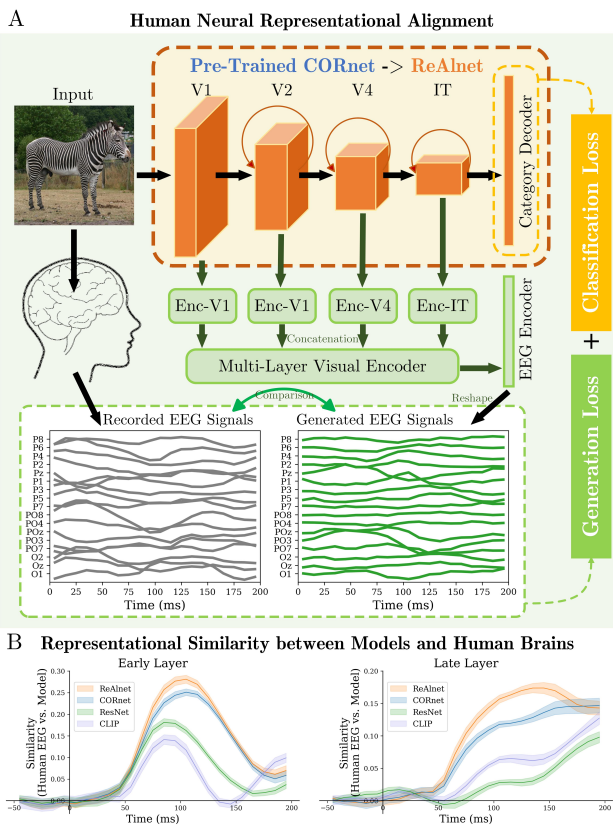 A Human Neural Representational Alignment
Pre-Trained CORnet -> ReAlnet
Input
V1 V2 V4 IT
Category Decoder
Classification Loss
+
Generation Loss
Enc-V1 Enc-V1 Enc-V4 Enc-IT
EEG Encoder
Concatenation
Multi-Layer Visual Encoder
Comparison
Reshape
Recorded EEG Signals
P8
P6
P4
P2
Pz
P1
P3
P5
P7
PO8
PO4
POz
PO3
PO7
O2
Oz
O1
0 25 50 75 100 125 150 175 200
Time (ms)
Generated EEG Signals
P8
P6
P4
P2
Pz
P1
P3
P5
P7
PO8
PO4
POz
PO3
PO7
O2
Oz
O1
0 25 50 75 100 125 150 175 200
Time (ms)
B Representational Similarity between Models and Human Brains
Early Layer
Similarity
(Human EEG vs. Model)
0.30
0.25
0.20
0.15
0.10
0.05
0.00
ReAlnet
CORnet
ResNet
CLIP
−50 0 50 100 150 200
Time (ms)
Late Layer
Similarity
(Human EEG vs. Model)
0.20
0.15
0.10
0.05
0.00
ReAlnet
CORnet
ResNet
CLIP
−50 0 50 100 150 200
Time (ms)